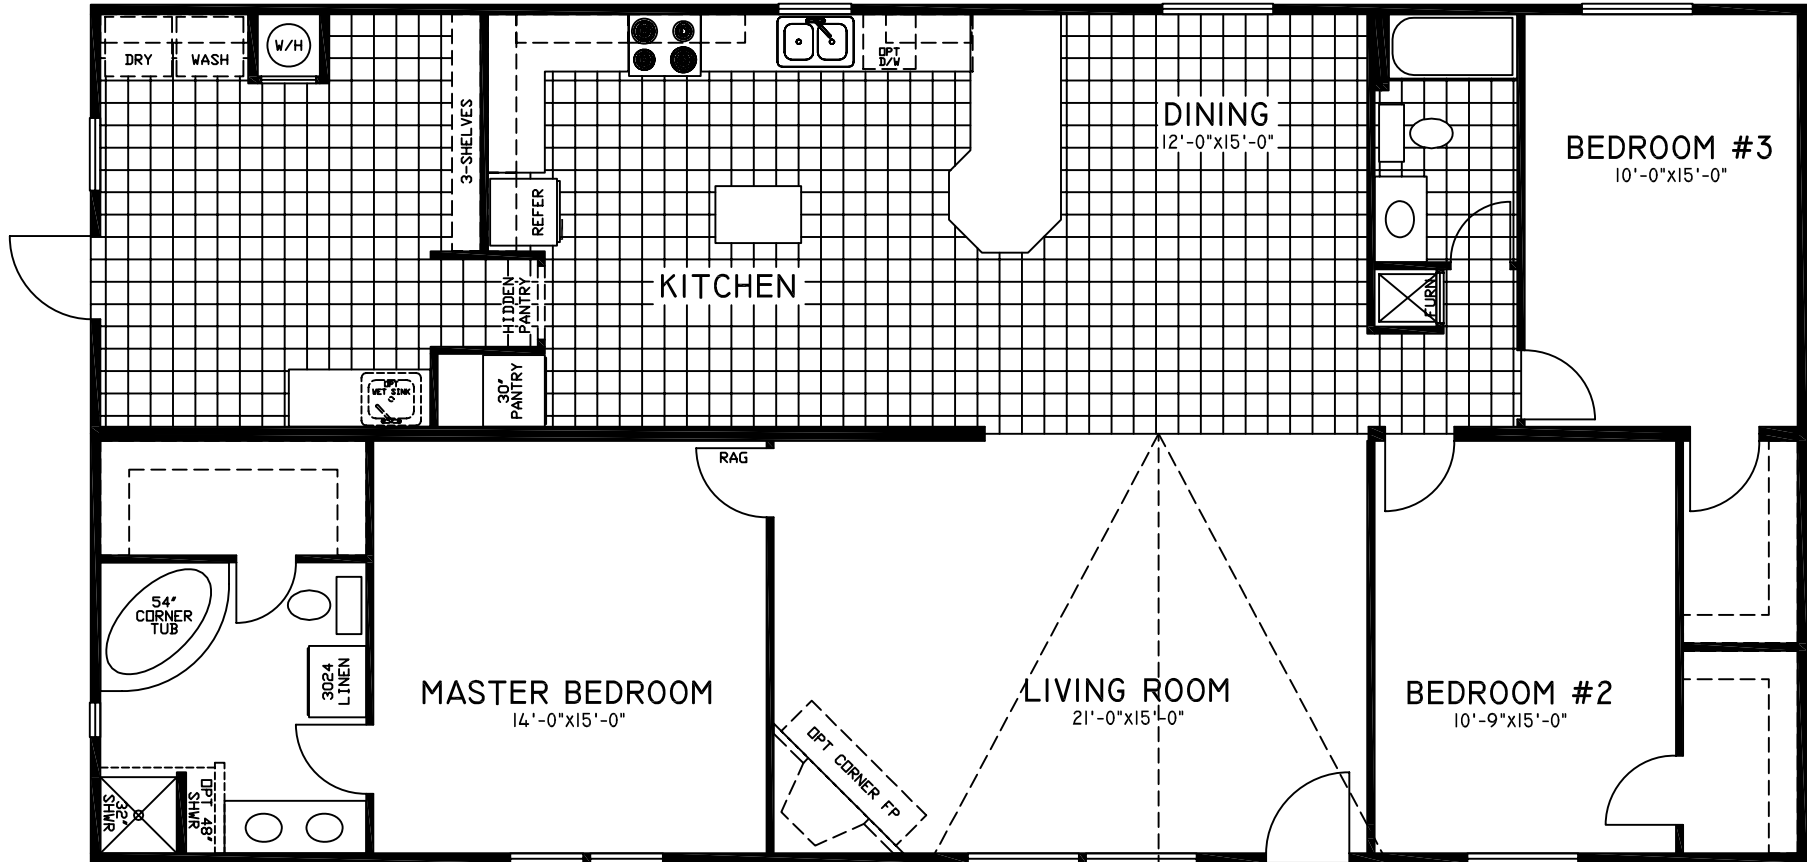 DRY
WASH
W/H
3-SHELVES
OPT
D/W
DINING
12'-0"x15'-0"
BEDROOM #3
10'-0"x15'-0"
REFER
KITCHEN
HIDDEN
PANTRY
FURN
30"
PANTRY
OPT
WET SINK
RAG
54"
CORNER
TUB
3024
LINEN
MASTER BEDROOM
14'-0"x15'-0"
LIVING ROOM
21'-0"x15'-0"
BEDROOM #2
10'-9"x15'-0"
OPT CORNER FP
32"
SHWR
OPT 48"
SHWR